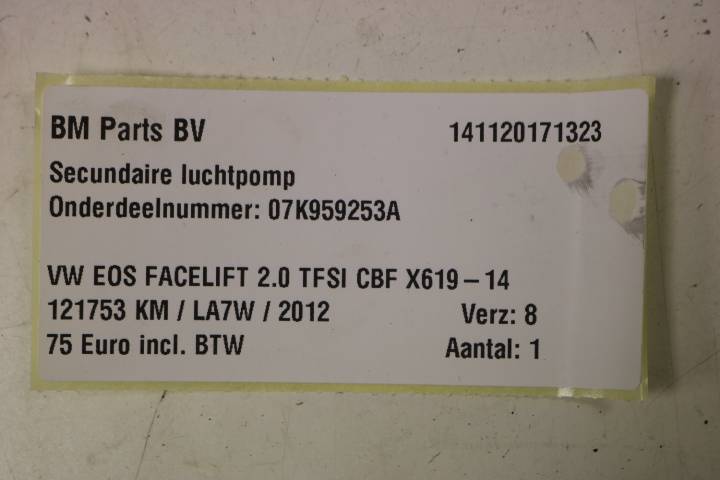 BM Parts BV 141120171323
Secundaire luchtpomp
Onderdeelnummer: 07K959253A
VW EOS FACELIFT 2.0 TFSI CBF X619-14
121753 KM / LA7W / 2012 Verz: 8
75 Euro incl. BTW Aantal: 1